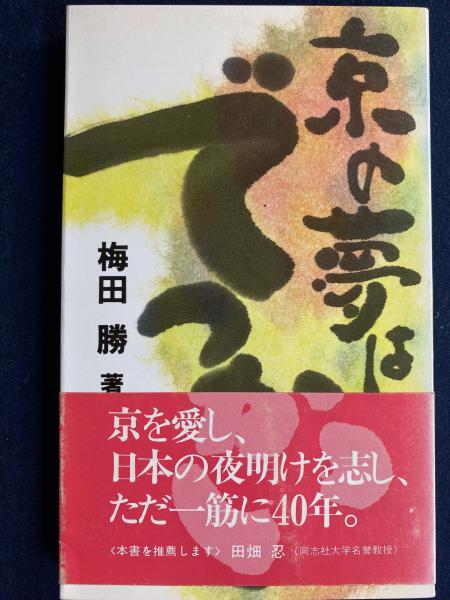 京の夢は
でっ
梅田 勝 著
京を愛し、
日本の夜明けを志し、
ただ一筋に40年。
〈本書を推薦します〉 田畑 忍 (同志社大学名誉教授)